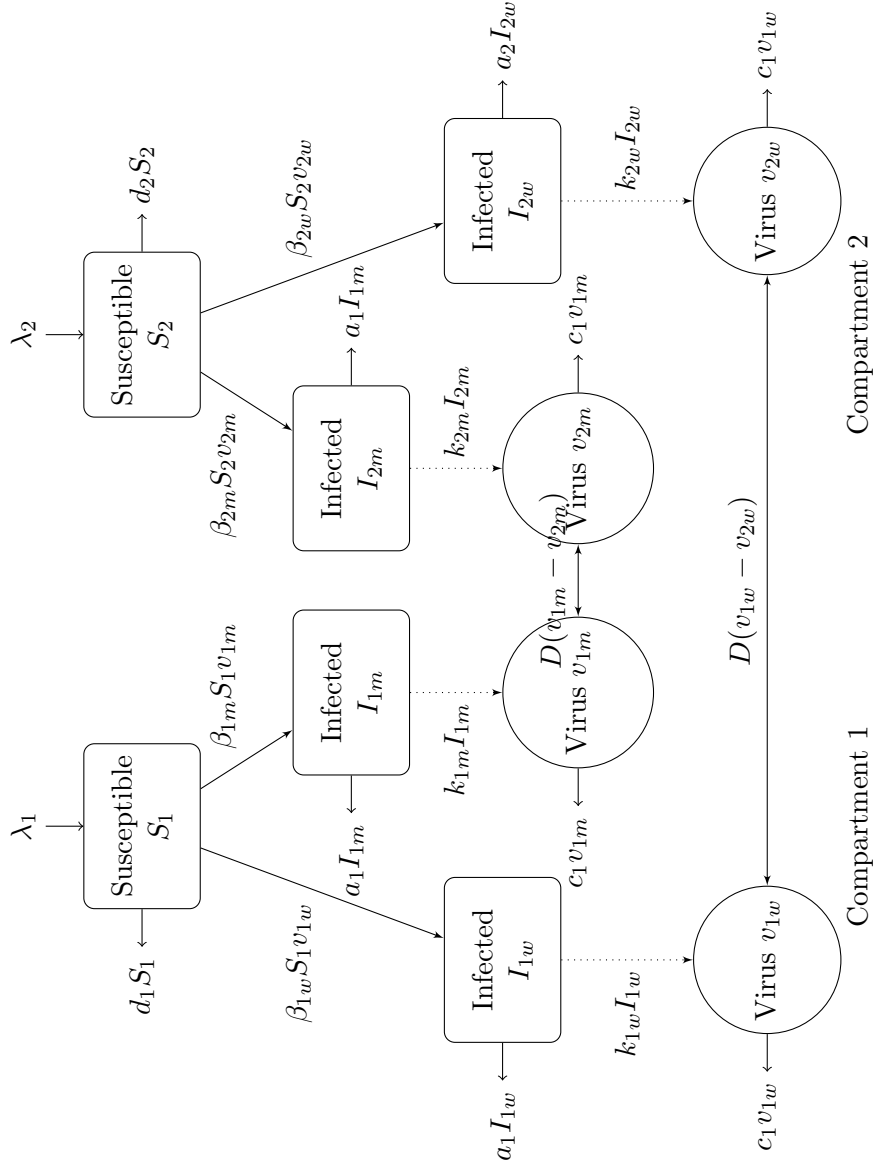 λ₁
λ₂
Susceptible
S₁
Susceptible
S₂
d₁S₁
d₂S₂
β₁wS₁v₁w
β₁mS₁v₁m
β₂mS₂v₂m
β₂wS₂v₂w
Infected
I₁m
Infected
I₂m
a₁I₁m
a₁I₁m
Infected
I₁w
Infected
I₂w
a₁I₁w
a₂I₂w
k₁mI₁m
k₂mI₂m
k₁wI₁w
k₂wI₂w
c₁v₁m
Virus v₁m
D(v₁m − v₂m)
Virus v₂m
c₁v₁m
c₁v₁w
Virus v₁w
D(v₁w − v₂w)
Virus v₂w
c₁v₁w
Compartment 1
Compartment 2